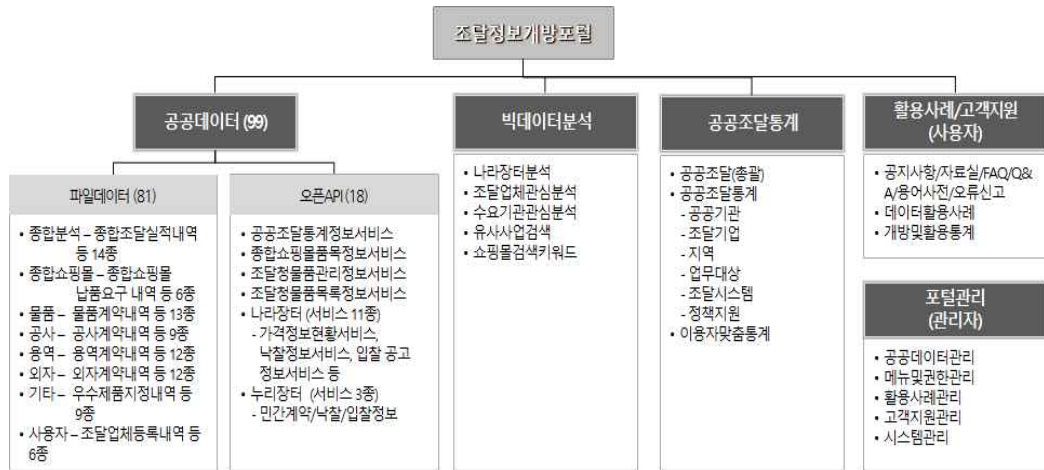 조달정보개방포털
공공데이터 (99)
파일데이터 (81)
• 종합분석 – 종합조달실적내역
등 14종
• 종합쇼핑몰 – 종합쇼핑몰
납품요구 내역 등 6종
• 물품 – 물품계약내역 등 13종
• 공사 – 공사계약내역 등 9종
• 용역 – 용역계약내역 등 12종
• 외자 – 외자계약내역 등 12종
• 기타 – 우수제품지정내역 등
9종
• 사용자 – 조달업체등록내역 등
6종
오픈API (18)
• 공공조달통계정보서비스
• 종합쇼핑몰품목정보서비스
• 조달청물품관리정보서비스
• 조달청물품목록정보서비스
• 나라장터 (서비스 11종)
- 가격정보현황서비스,
낙찰정보서비스, 입찰 공고
정보서비스 등
• 누리장터 (서비스 3종)
- 민간계약/낙찰/입찰정보
빅데이터분석
• 나라장터분석
• 조달업체관심분석
• 수요기관관심분석
• 유사사업검색
• 쇼핑몰검색키워드
공공조달통계
• 공공조달(총괄)
• 공공조달통계
- 공공기관
- 조달기업
- 지역
- 업무대상
- 조달시스템
- 정책지원
• 이용자맞춤통계
활용사례/고객지원
(사용자)
• 공지사항/자료실/FAQ/Q&
A/용어사전/오류신고
• 데이터활용사례
• 개방및활용통계
포털관리
(관리자)
• 공공데이터관리
• 메뉴및권한관리
• 활용사례관리
• 고객지원관리
• 시스템관리